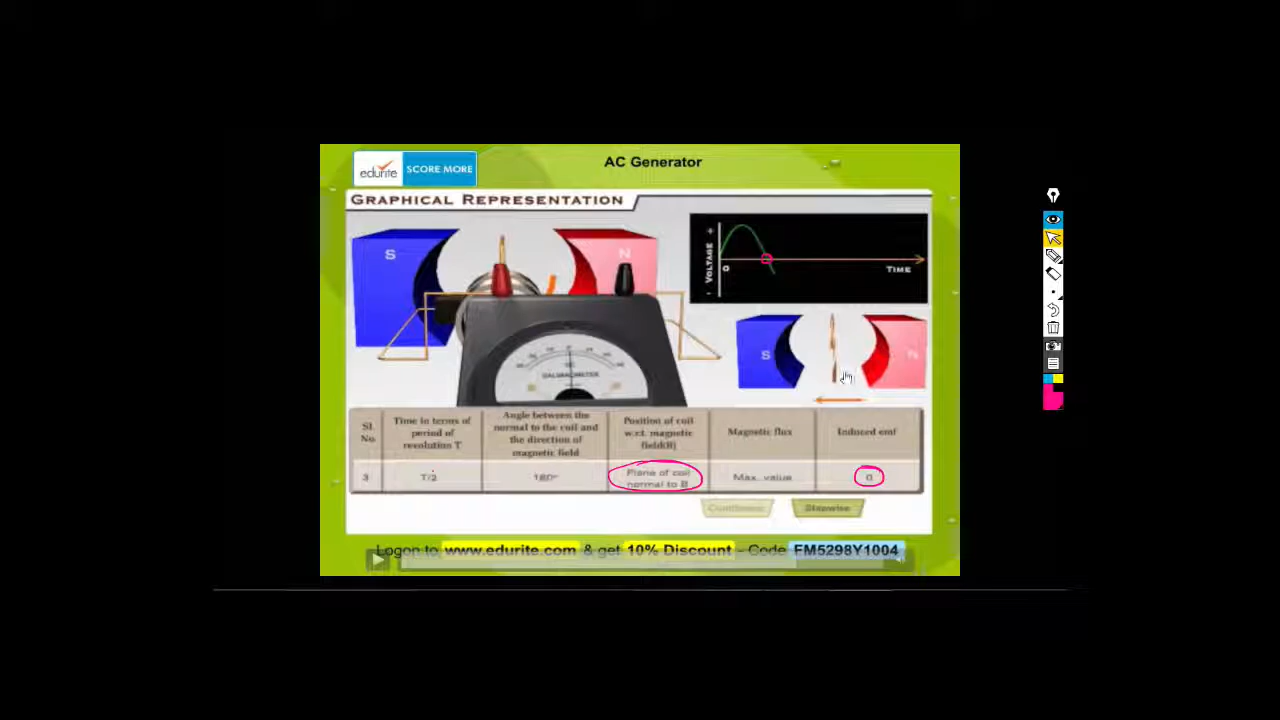 edurite SCORE MORE
AC Generator
GRAPHICAL REPRESENTATION
S
N
+
VOLTAGE
-
0
TIME
S
N
GALVANOMETER
Sl. No
Time in terms of period of revolution T
Angle between the normal to the coil and the direction of magnetic field
Position of coil w.r.t. magnetic field(B)
Magnetic flux
Induced emf
3
T/2
180°
Plane of coil normal to B
Max. value
0
Continuous
Stepwise
Logon to www.edurite.com & get 10% Discount - Code FM5298Y1004